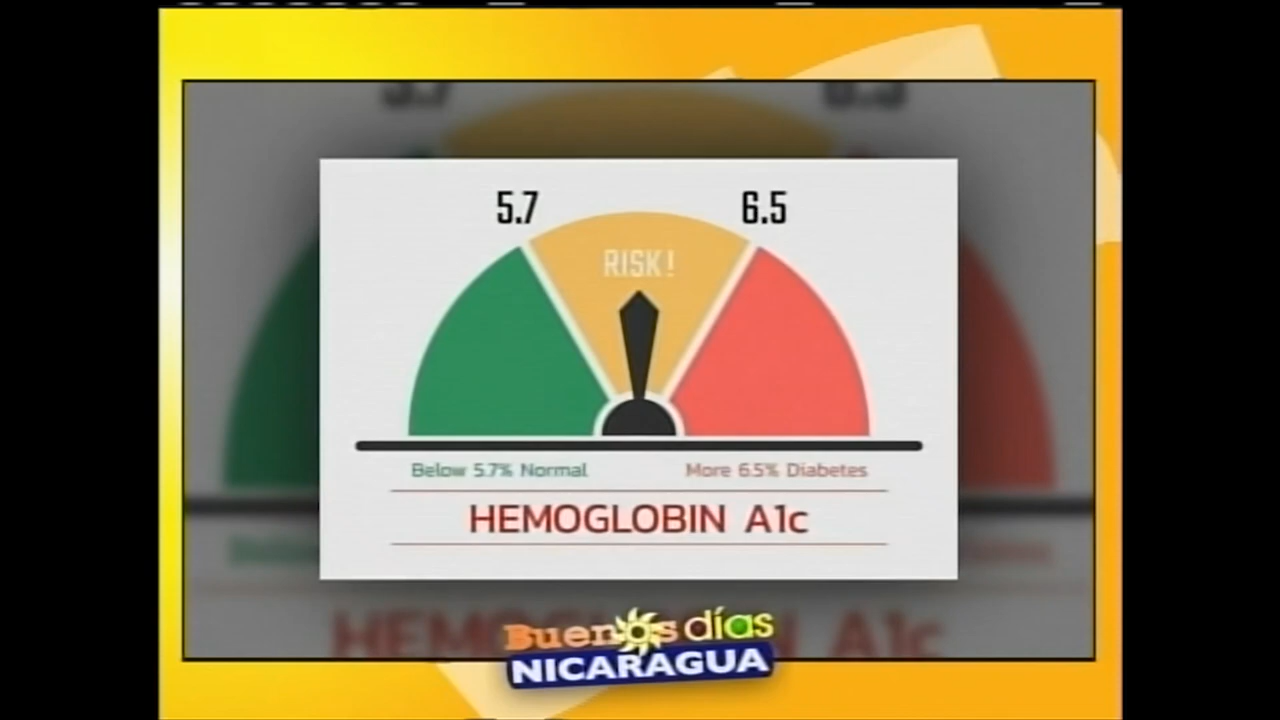 5.7 6.5
RISK!
Below 5.7% Normal More 6.5% Diabetes
HEMOGLOBIN A1c
Buenos días
NICARAGUA